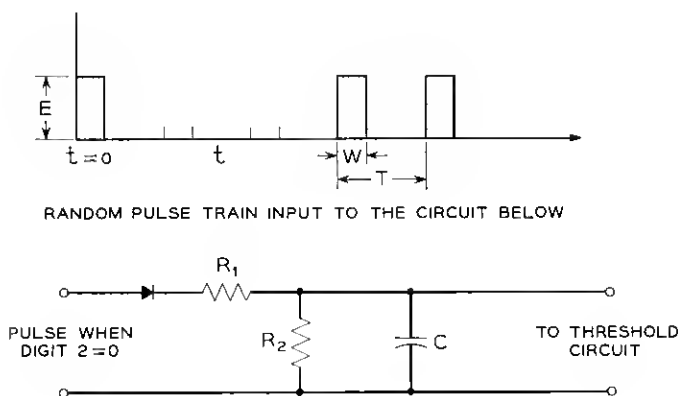 E
t=0
t
W
T
RANDOM PULSE TRAIN INPUT TO THE CIRCUIT BELOW
R₁
PULSE WHEN
DIGIT 2=0
R₂
C
TO THRESHOLD
CIRCUIT